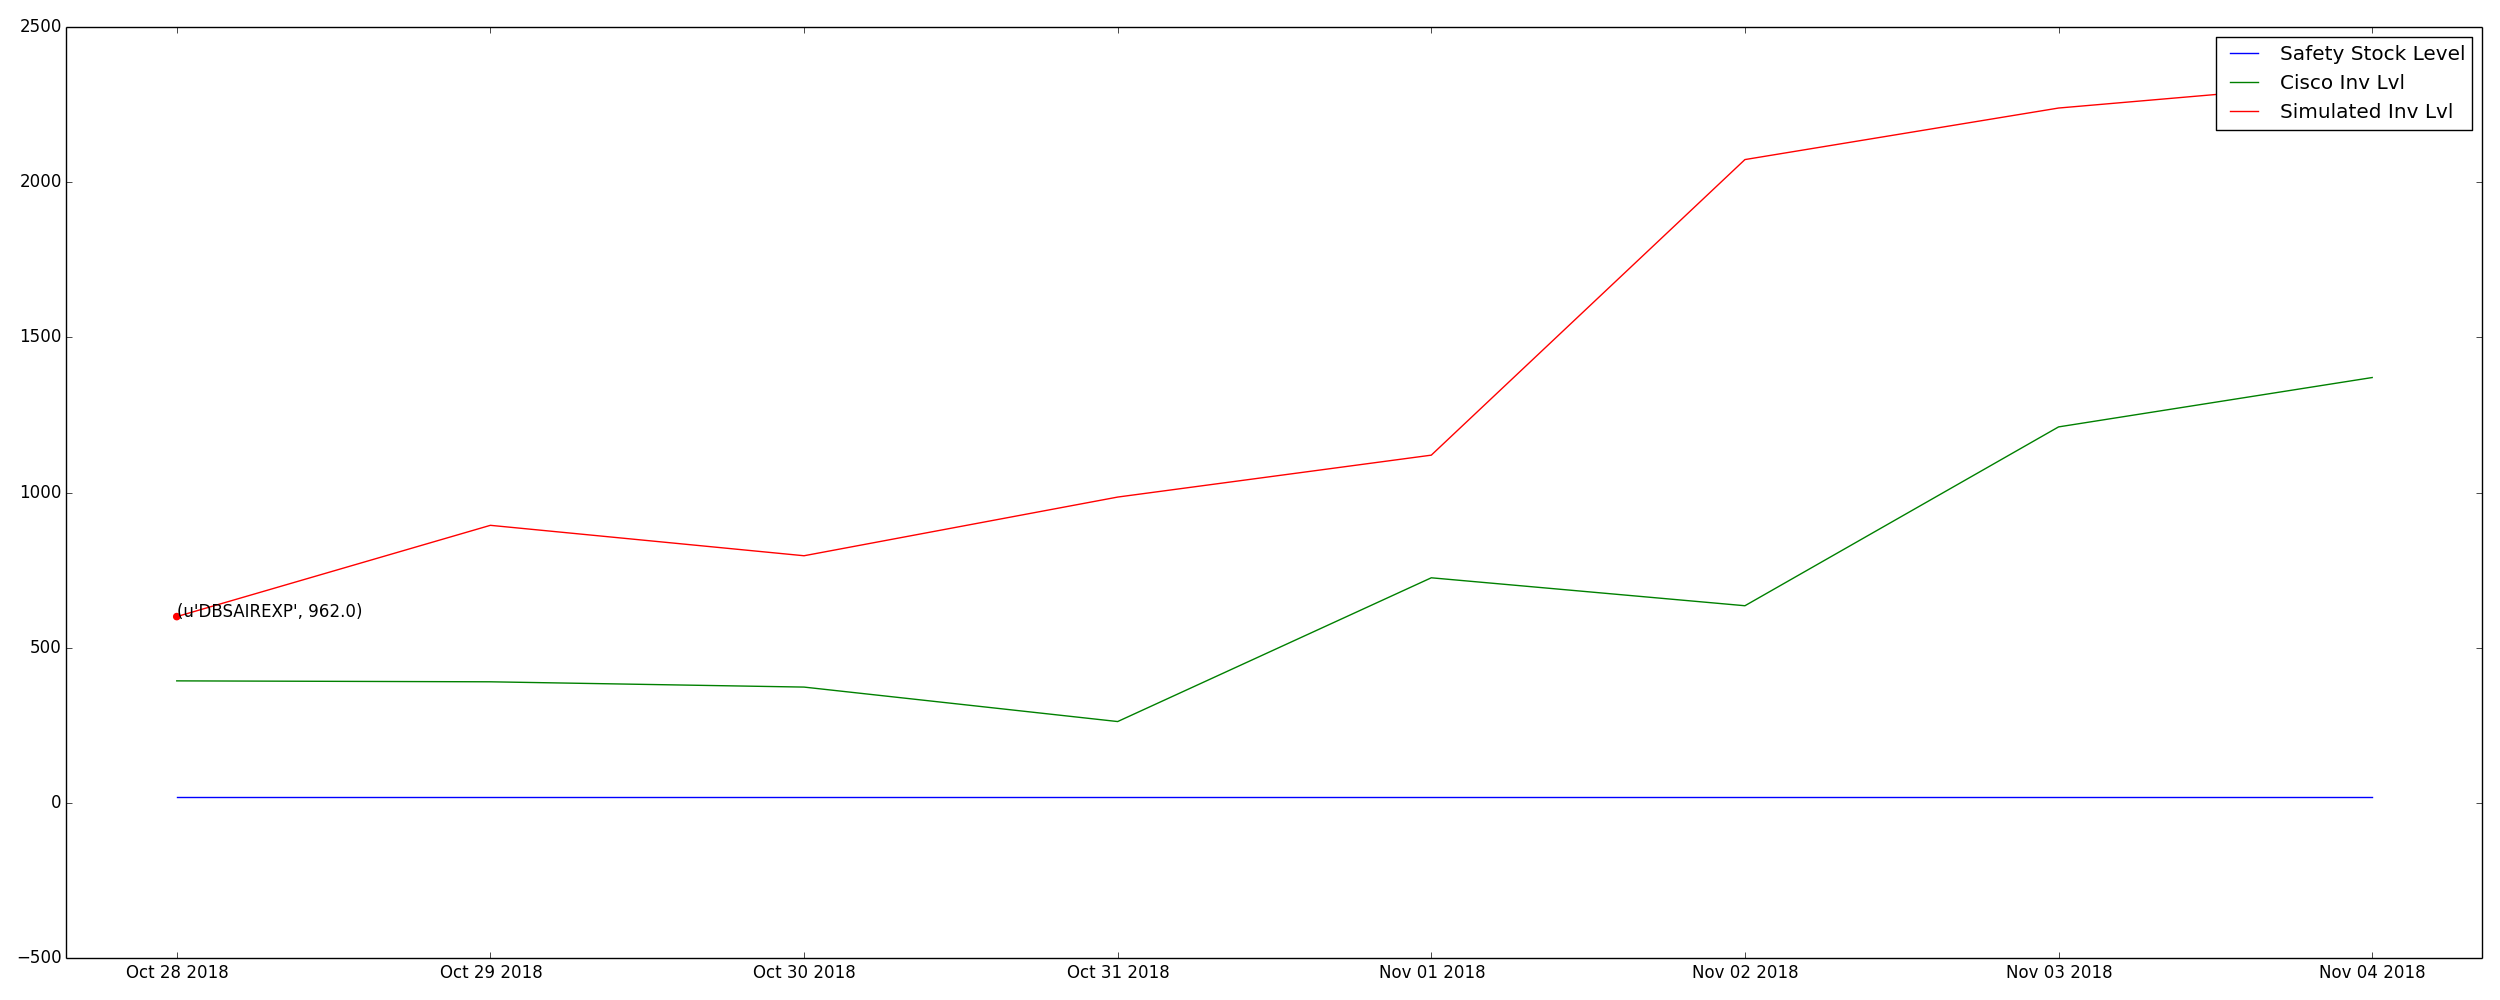 2500
Safety Stock Level
Cisco Inv Lvl
Simulated Inv Lvl
2000
1500
1000
(u'DBSAIREXP', 962.0)
500
0
−500
Oct 28 2018 Oct 29 2018 Oct 30 2018 Oct 31 2018 Nov 01 2018 Nov 02 2018 Nov 03 2018 Nov 04 2018